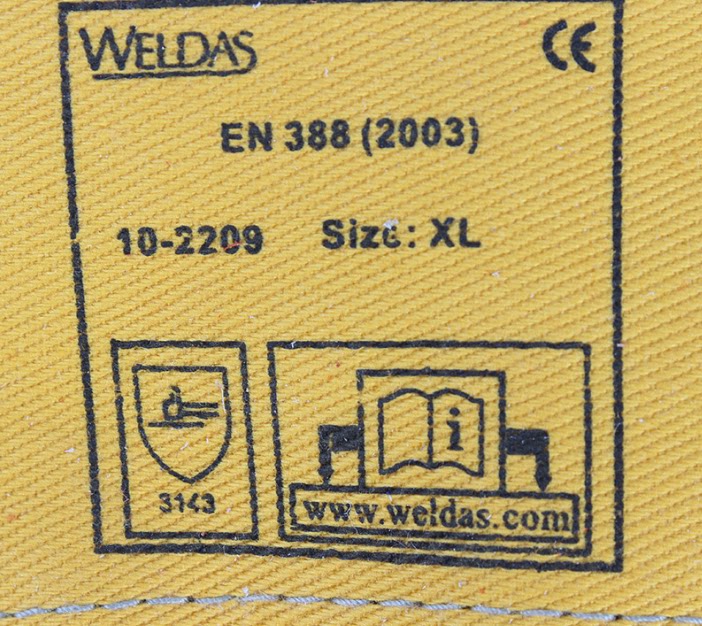 WELDAS CE
EN 388 (2003)
10-2209 Size: XL
i
3143
www.weldas.com